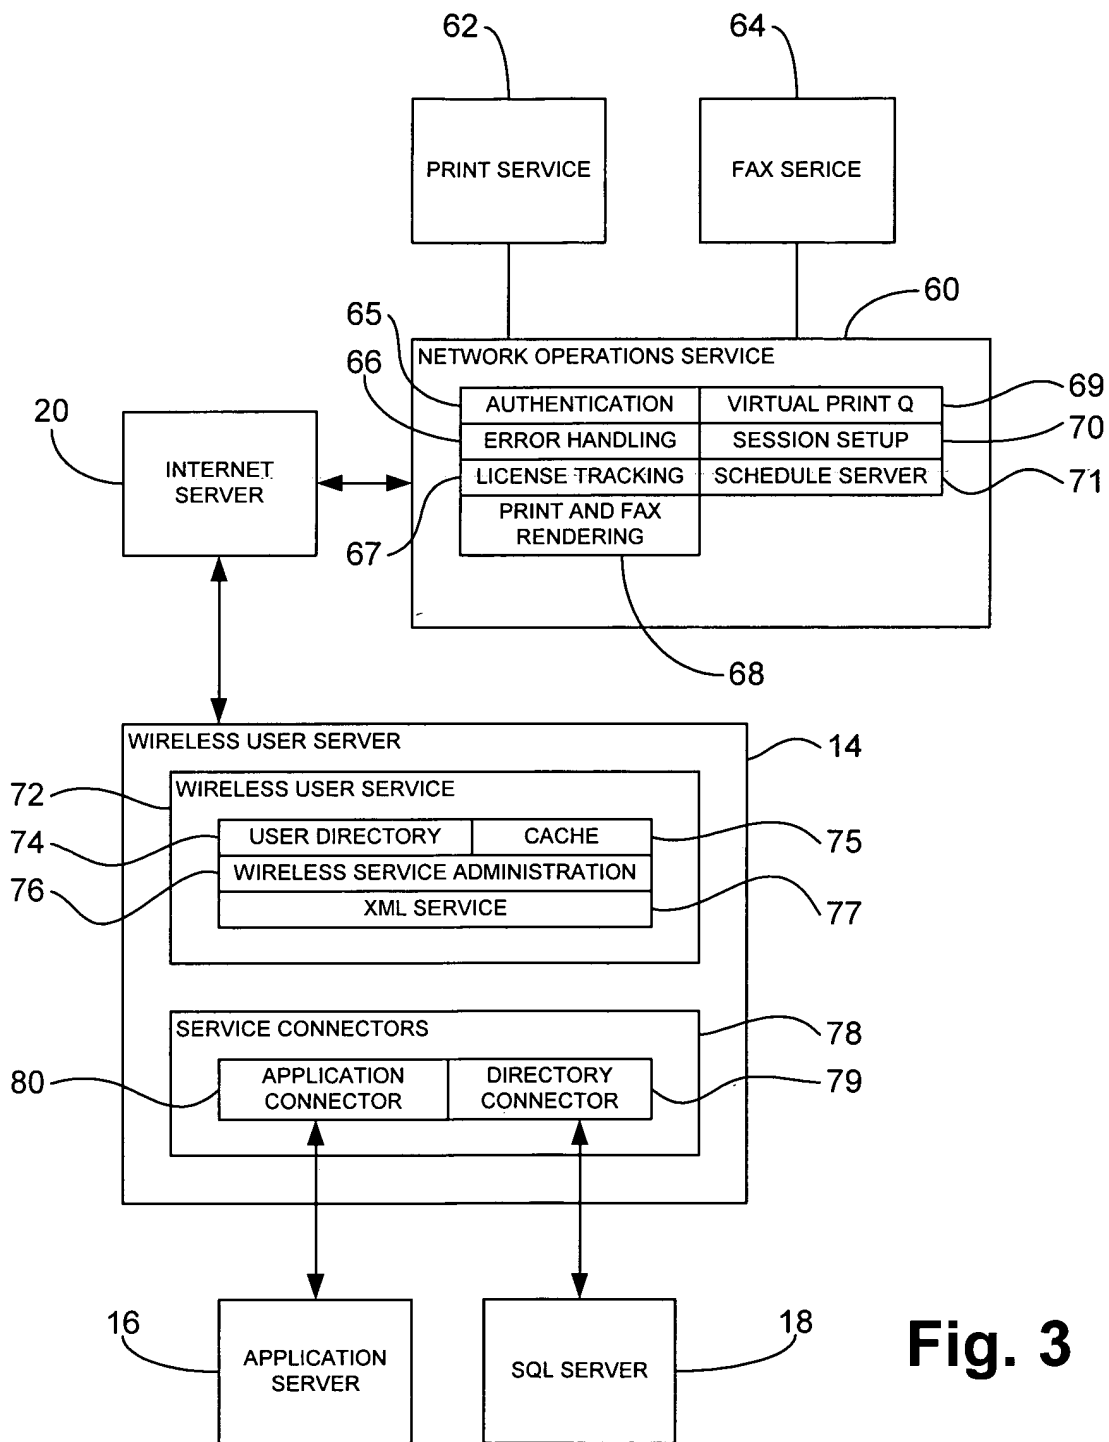 62
64
PRINT SERVICE
FAX SERICE
60
65
NETWORK OPERATIONS SERVICE
66
69
AUTHENTICATION
VIRTUAL PRINT Q
20
70
ERROR HANDLING
SESSION SETUP
INTERNET
SERVER
LICENSE TRACKING
SCHEDULE SERVER
71
PRINT AND FAX
RENDERING
67
68
WIRELESS USER SERVER
14
72
WIRELESS USER SERVICE
74
USER DIRECTORY
CACHE
75
76
WIRELESS SERVICE ADMINISTRATION
XML SERVICE
77
SERVICE CONNECTORS
78
80
APPLICATION
CONNECTOR
DIRECTORY
CONNECTOR
79
16
18
APPLICATION
SERVER
SQL SERVER
Fig. 3